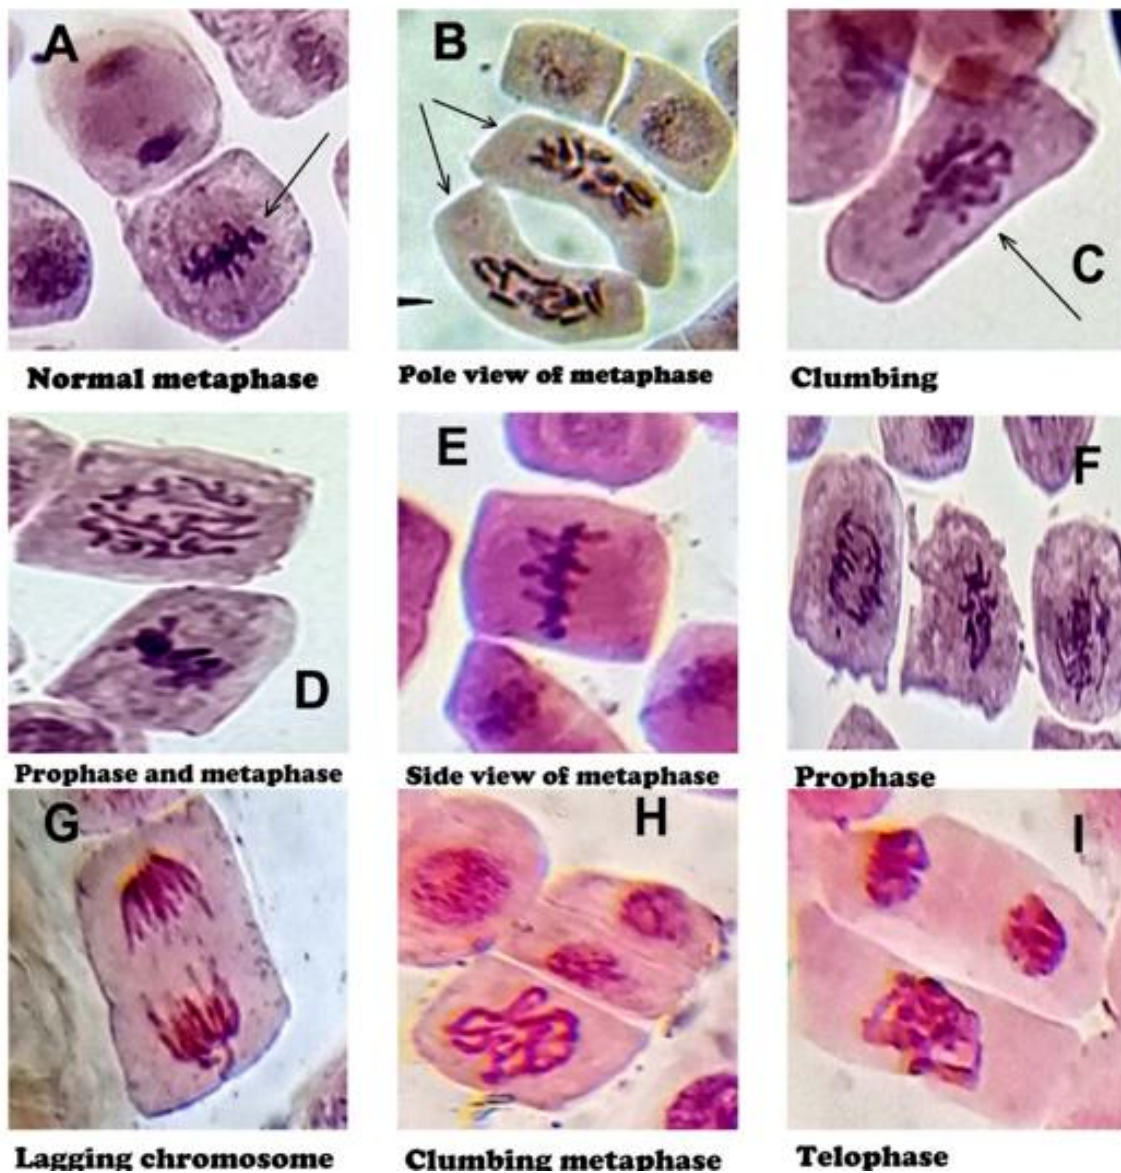 A
B
C
Normal metaphase
Pole view of metaphase
Clumbing
D
E
F
Prophase and metaphase
Side view of metaphase
Prophase
G
H
I
Lagging chromosome
Clumbing metaphase
Telophase